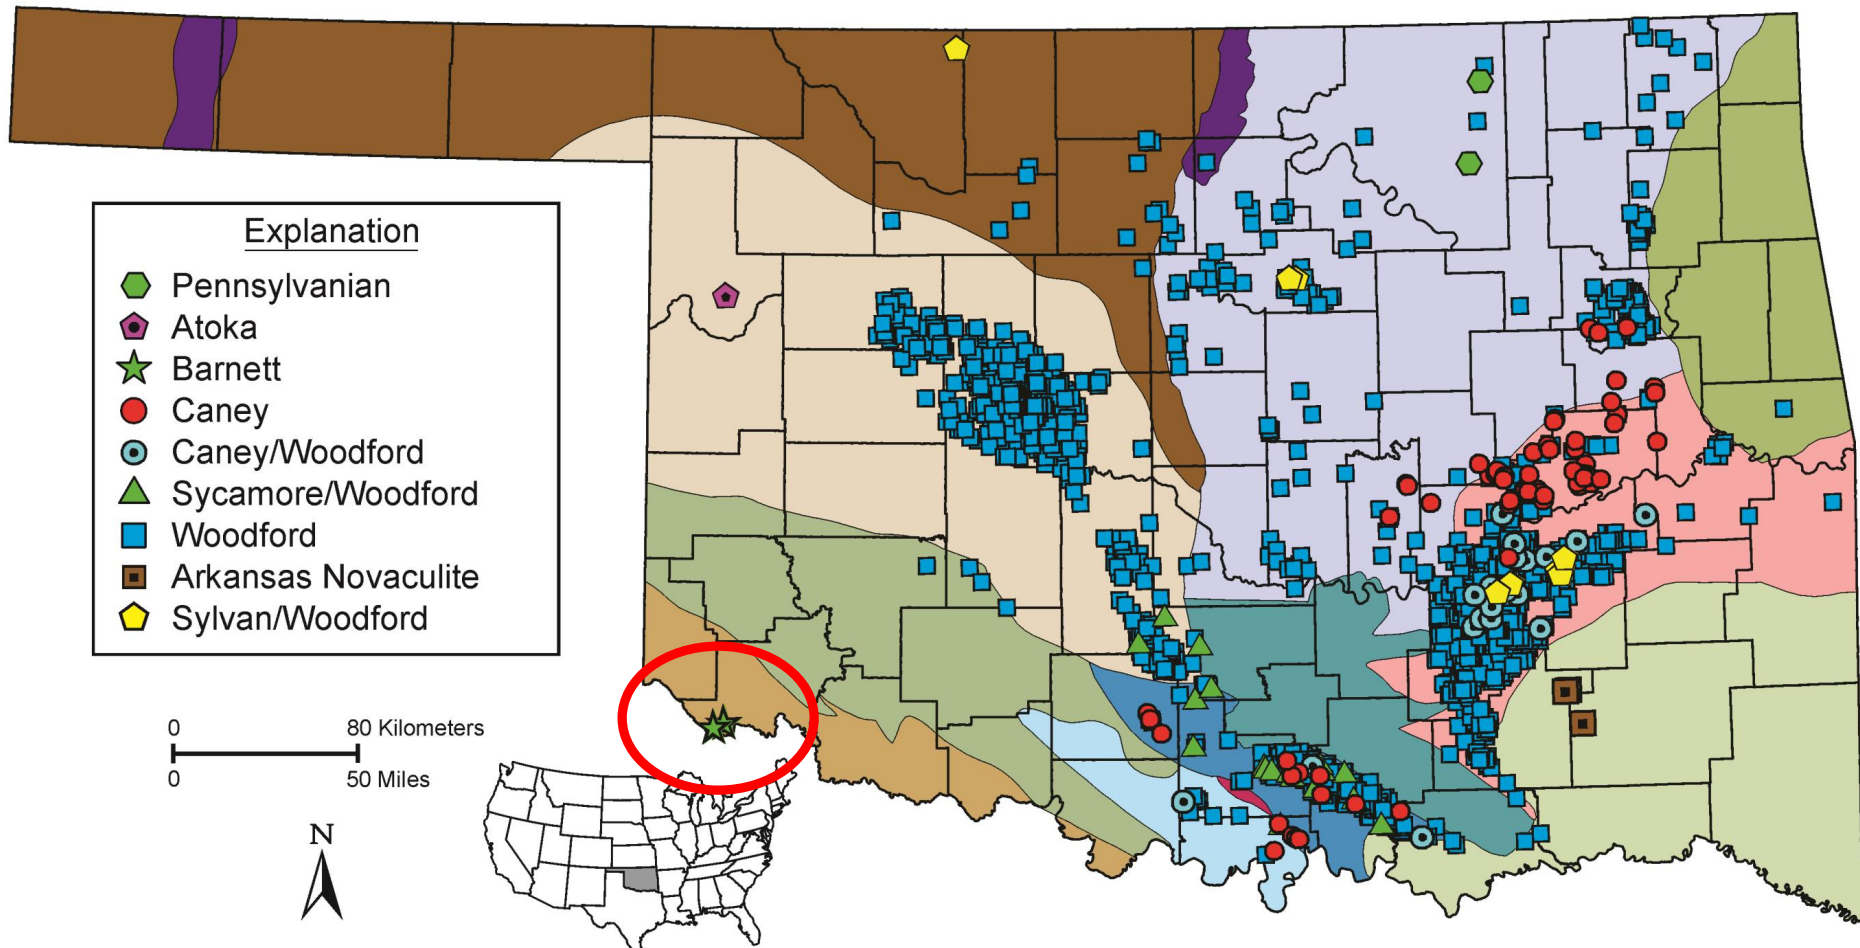 Explanation
Pennsylvanian
Atoka
Barnett
Caney
Caney/Woodford
Sycamore/Woodford
Woodford
Arkansas Novaculite
Sylvan/Woodford
0 80 Kilometers
0 50 Miles
N